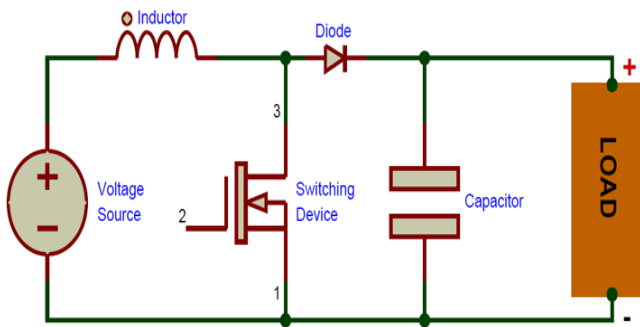 Inductor
Diode
+
3
Voltage
Source
+
−
2
Switching
Device
Capacitor
LOAD
1
-